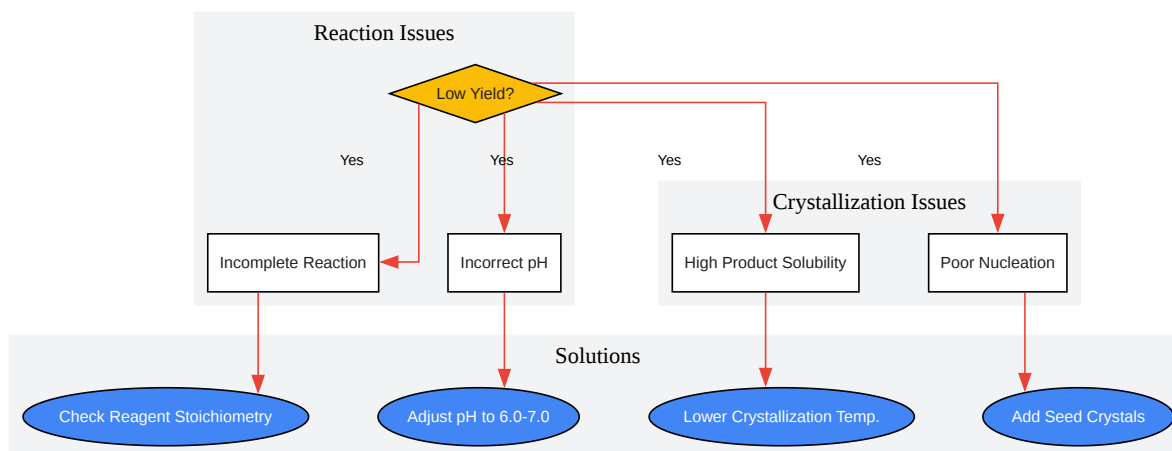 Reaction Issues
Low Yield?
Yes
Yes
Yes
Yes
Crystallization Issues
Incomplete Reaction
Incorrect pH
High Product Solubility
Poor Nucleation
Solutions
Check Reagent Stoichiometry
Adjust pH to 6.0-7.0
Lower Crystallization Temp.
Add Seed Crystals